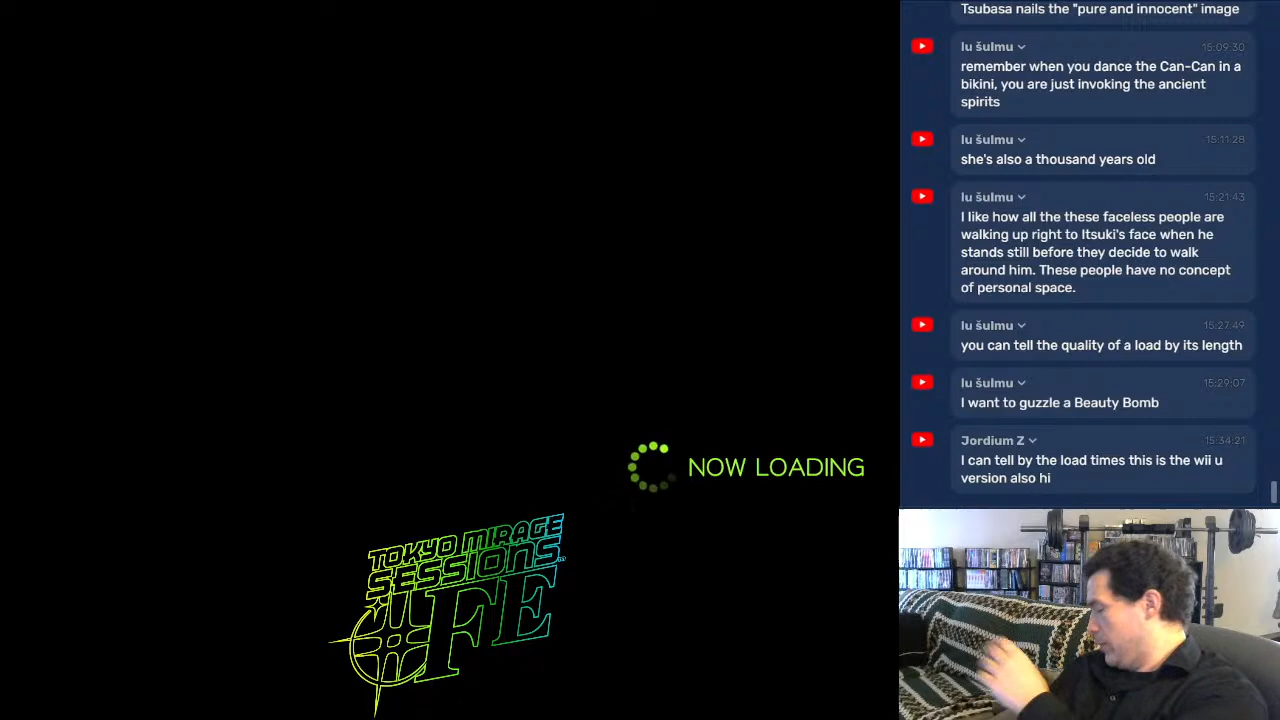 NOW LOADING
TOKYO MIRAGE
SESSIONS
#FE
Tsubasa nails the "pure and innocent" image
lu šulmu
15:09:30
remember when you dance the Can-Can in a
bikini, you are just invoking the ancient
spirits
lu šulmu
15:11:28
she's also a thousand years old
lu šulmu
15:21:43
I like how all the these faceless people are
walking up right to Itsuki's face when he
stands still before they decide to walk
around him. These people have no concept
of personal space.
lu šulmu
15:27:49
you can tell the quality of a load by its length
lu šulmu
15:29:07
I want to guzzle a Beauty Bomb
Jordium Z
15:34:21
I can tell by the load times this is the wii u
version also hi